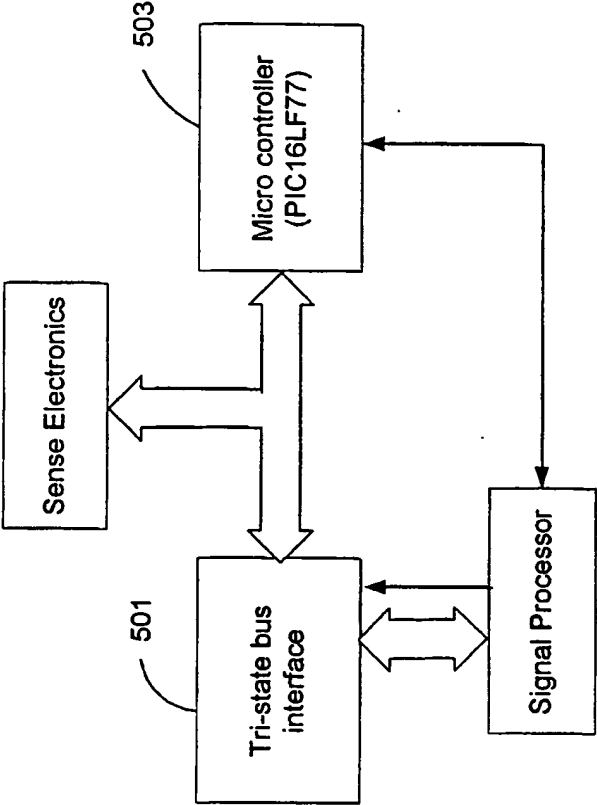 Sense Electronics
501
Tri-state bus
interface
503
Micro controller
(PIC16LF77)
Signal Processor